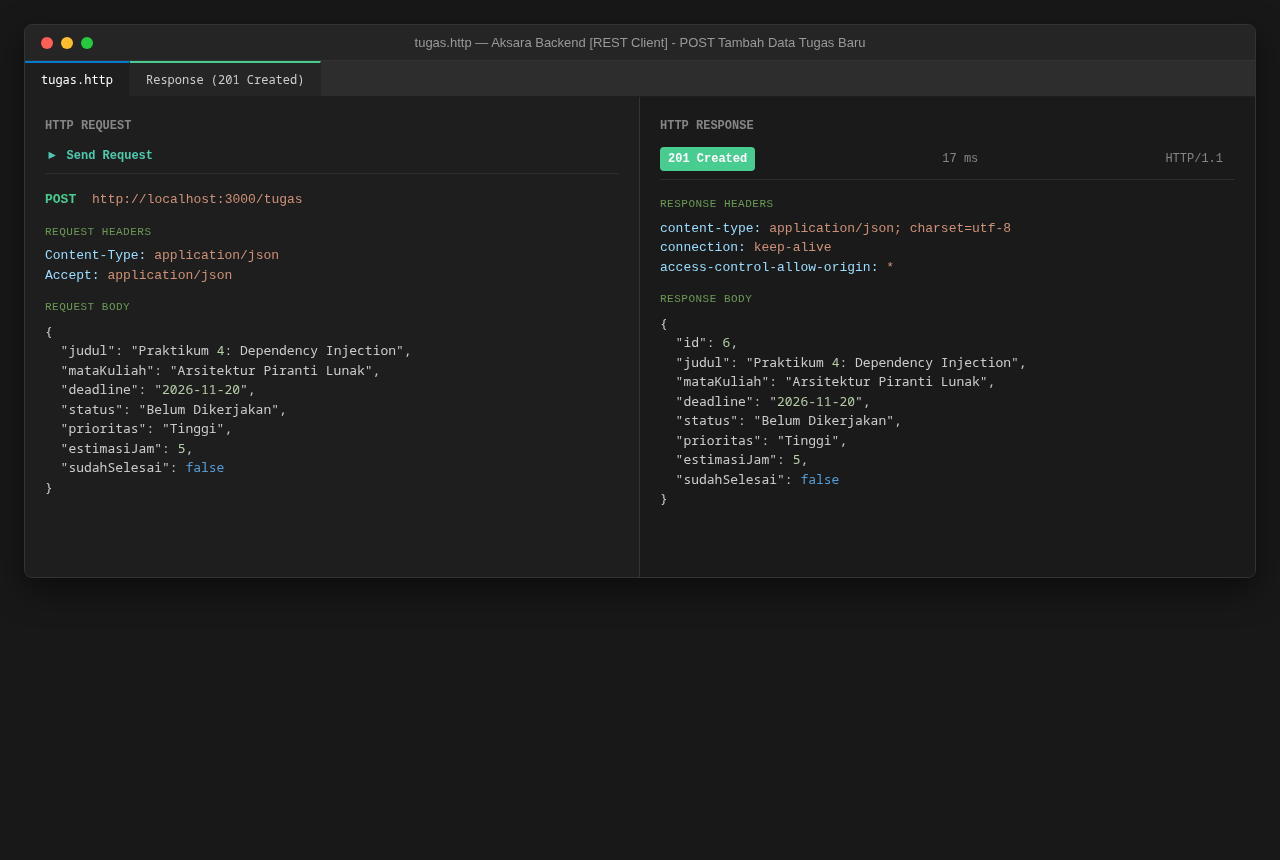 tugas.http — Aksara Backend [REST Client] - POST Tambah Data Tugas Baru
tugas.http
Response (201 Created)
HTTP REQUEST
► Send Request
POST http://localhost:3000/tugas
REQUEST HEADERS
Content-Type: application/json
Accept: application/json
REQUEST BODY
{
  "judul": "Praktikum 4: Dependency Injection",
  "mataKuliah": "Arsitektur Piranti Lunak",
  "deadline": "2026-11-20",
  "status": "Belum Dikerjakan",
  "prioritas": "Tinggi",
  "estimasiJam": 5,
  "sudahSelesai": false
}
HTTP RESPONSE
201 Created 17 ms HTTP/1.1
RESPONSE HEADERS
content-type: application/json; charset=utf-8
connection: keep-alive
access-control-allow-origin: *
RESPONSE BODY
{
  "id": 6,
  "judul": "Praktikum 4: Dependency Injection",
  "mataKuliah": "Arsitektur Piranti Lunak",
  "deadline": "2026-11-20",
  "status": "Belum Dikerjakan",
  "prioritas": "Tinggi",
  "estimasiJam": 5,
  "sudahSelesai": false
}